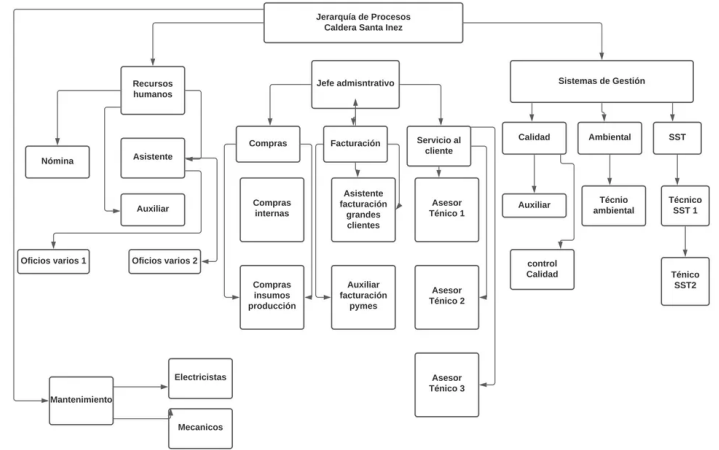 Jerarquía de Procesos
Caldera Santa Inez
Recursos
humanos
Jefe admisntrativo
Sistemas de Gestión
Nómina
Asistente
Auxiliar
Oficios varios 1
Oficios varios 2
Compras
Facturación
Servicio al
cliente
Calidad
Ambiental
SST
Compras
internas
Asistente
facturación
grandes
clientes
Asesor
Ténico 1
Auxiliar
Técnio
ambiental
Técnico
SST 1
Compras
insumos
producción
Auxiliar
facturación
pymes
Asesor
Ténico 2
control
Calidad
Ténico
SST2
Asesor
Ténico 3
Mantenimiento
Electricistas
Mecanicos